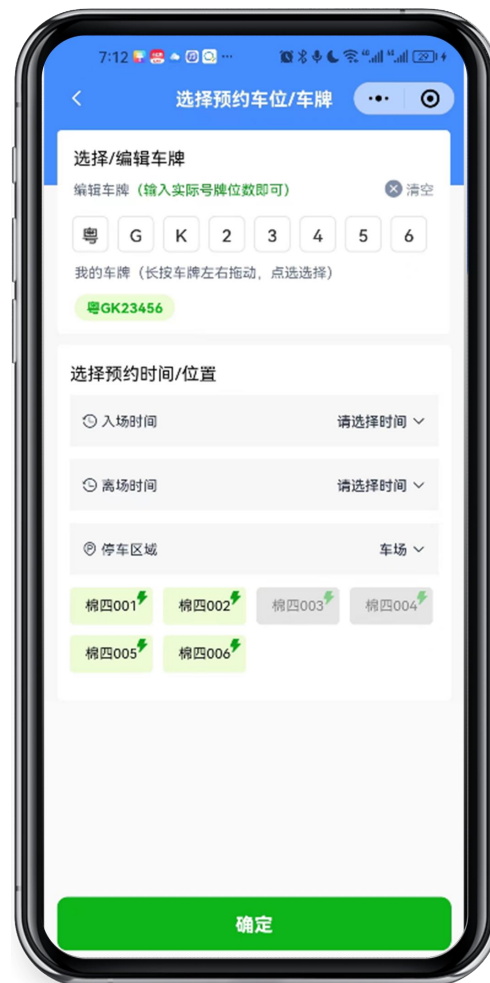 7:12 29
选择预约车位/车牌
选择/编辑车牌
编辑车牌（输入实际号牌位数即可） 清空
粤 G K 2 3 4 5 6
我的车牌（长按车牌左右拖动，点选选择）
粤GK23456
选择预约时间/位置
入场时间 请选择时间
离场时间 请选择时间
停车区域 车场
棉四001 棉四002 棉四003 棉四004
棉四005 棉四006
确定